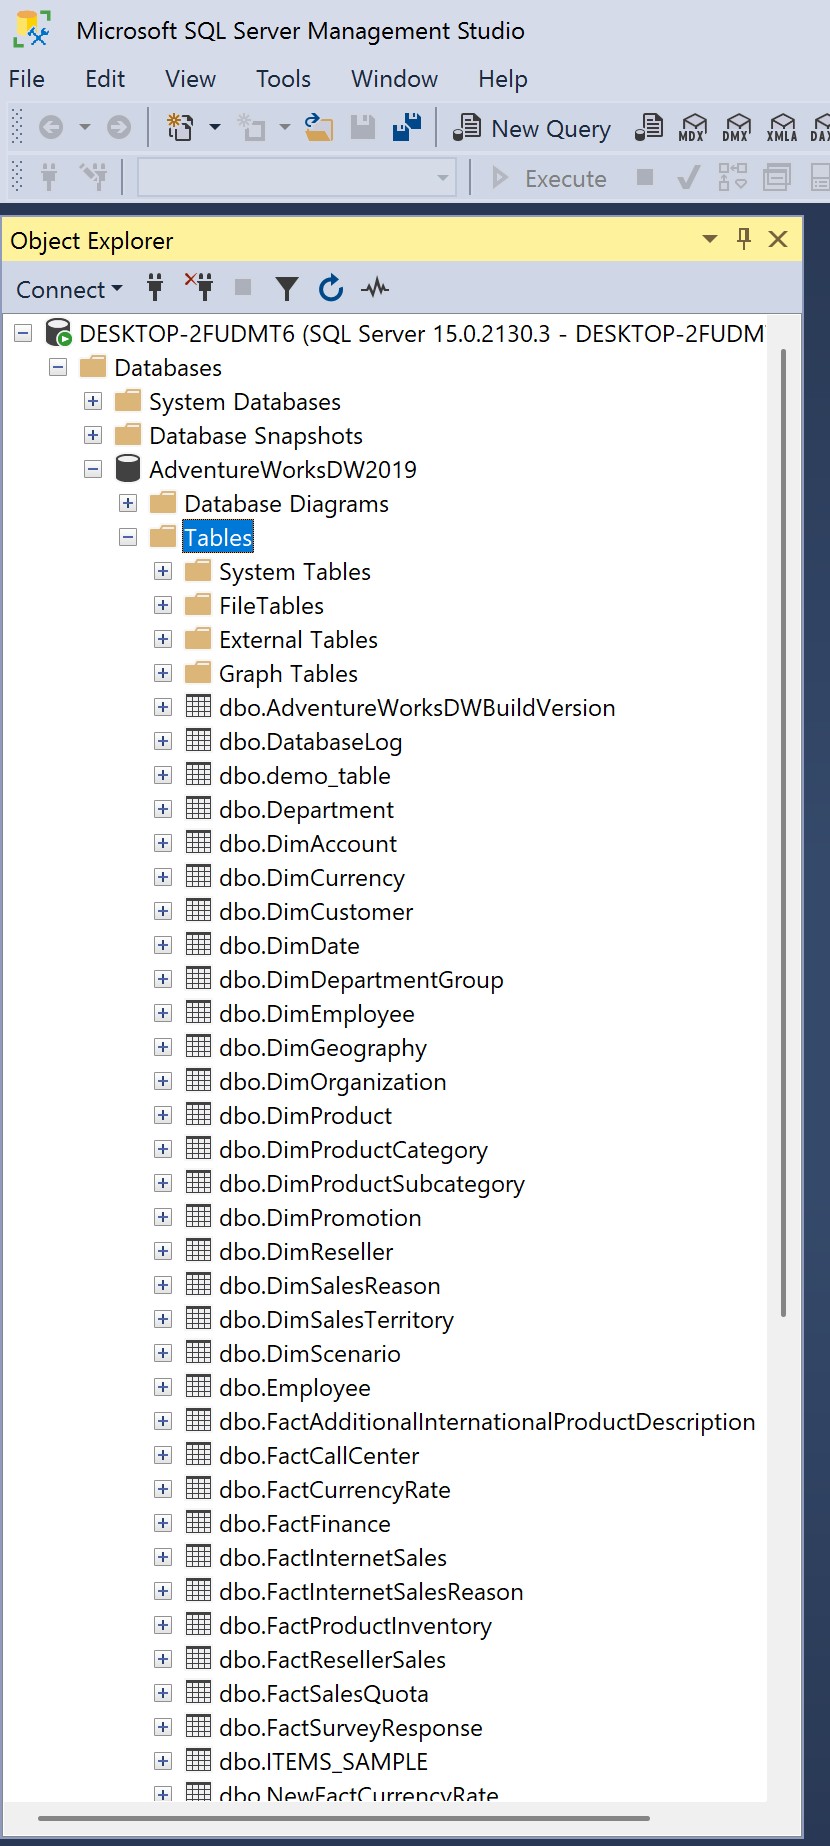 Microsoft SQL Server Management Studio
File Edit View Tools Window Help
New Query MDX DMX XMLA DAX
Execute
Object Explorer
Connect
DESKTOP-2FUDMT6 (SQL Server 15.0.2130.3 - DESKTOP-2FUDM
Databases
System Databases
Database Snapshots
AdventureWorksDW2019
Database Diagrams
Tables
System Tables
FileTables
External Tables
Graph Tables
dbo.AdventureWorksDWBuildVersion
dbo.DatabaseLog
dbo.demo_table
dbo.Department
dbo.DimAccount
dbo.DimCurrency
dbo.DimCustomer
dbo.DimDate
dbo.DimDepartmentGroup
dbo.DimEmployee
dbo.DimGeography
dbo.DimOrganization
dbo.DimProduct
dbo.DimProductCategory
dbo.DimProductSubcategory
dbo.DimPromotion
dbo.DimReseller
dbo.DimSalesReason
dbo.DimSalesTerritory
dbo.DimScenario
dbo.Employee
dbo.FactAdditionalInternationalProductDescription
dbo.FactCallCenter
dbo.FactCurrencyRate
dbo.FactFinance
dbo.FactInternetSales
dbo.FactInternetSalesReason
dbo.FactProductInventory
dbo.FactResellerSales
dbo.FactSalesQuota
dbo.FactSurveyResponse
dbo.ITEMS_SAMPLE
dbo.NewFactCurrencyRate